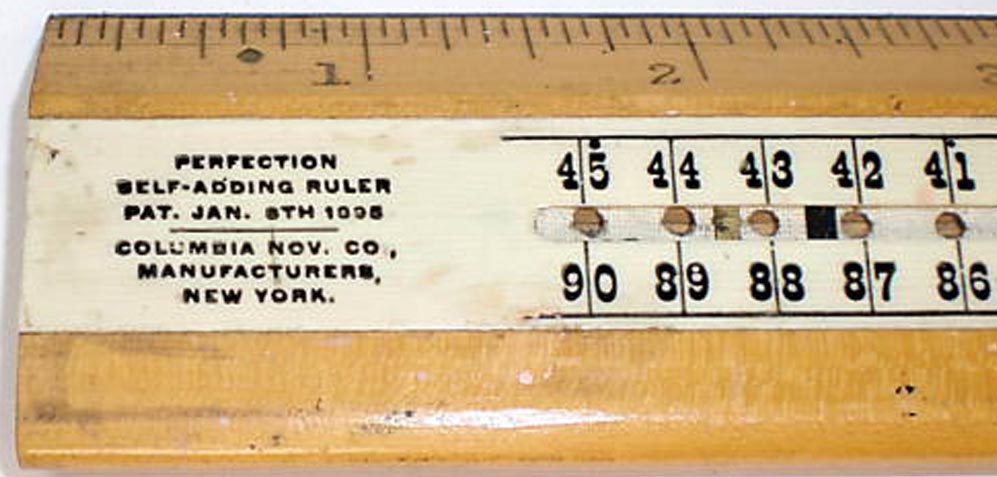 1 2
PERFECTION
SELF-ADDING RULER
PAT. JAN. 8TH 1895
COLUMBIA NOV. CO.,
MANUFACTURERS,
NEW YORK.
45 44 43 42 41
90 89 88 87 86